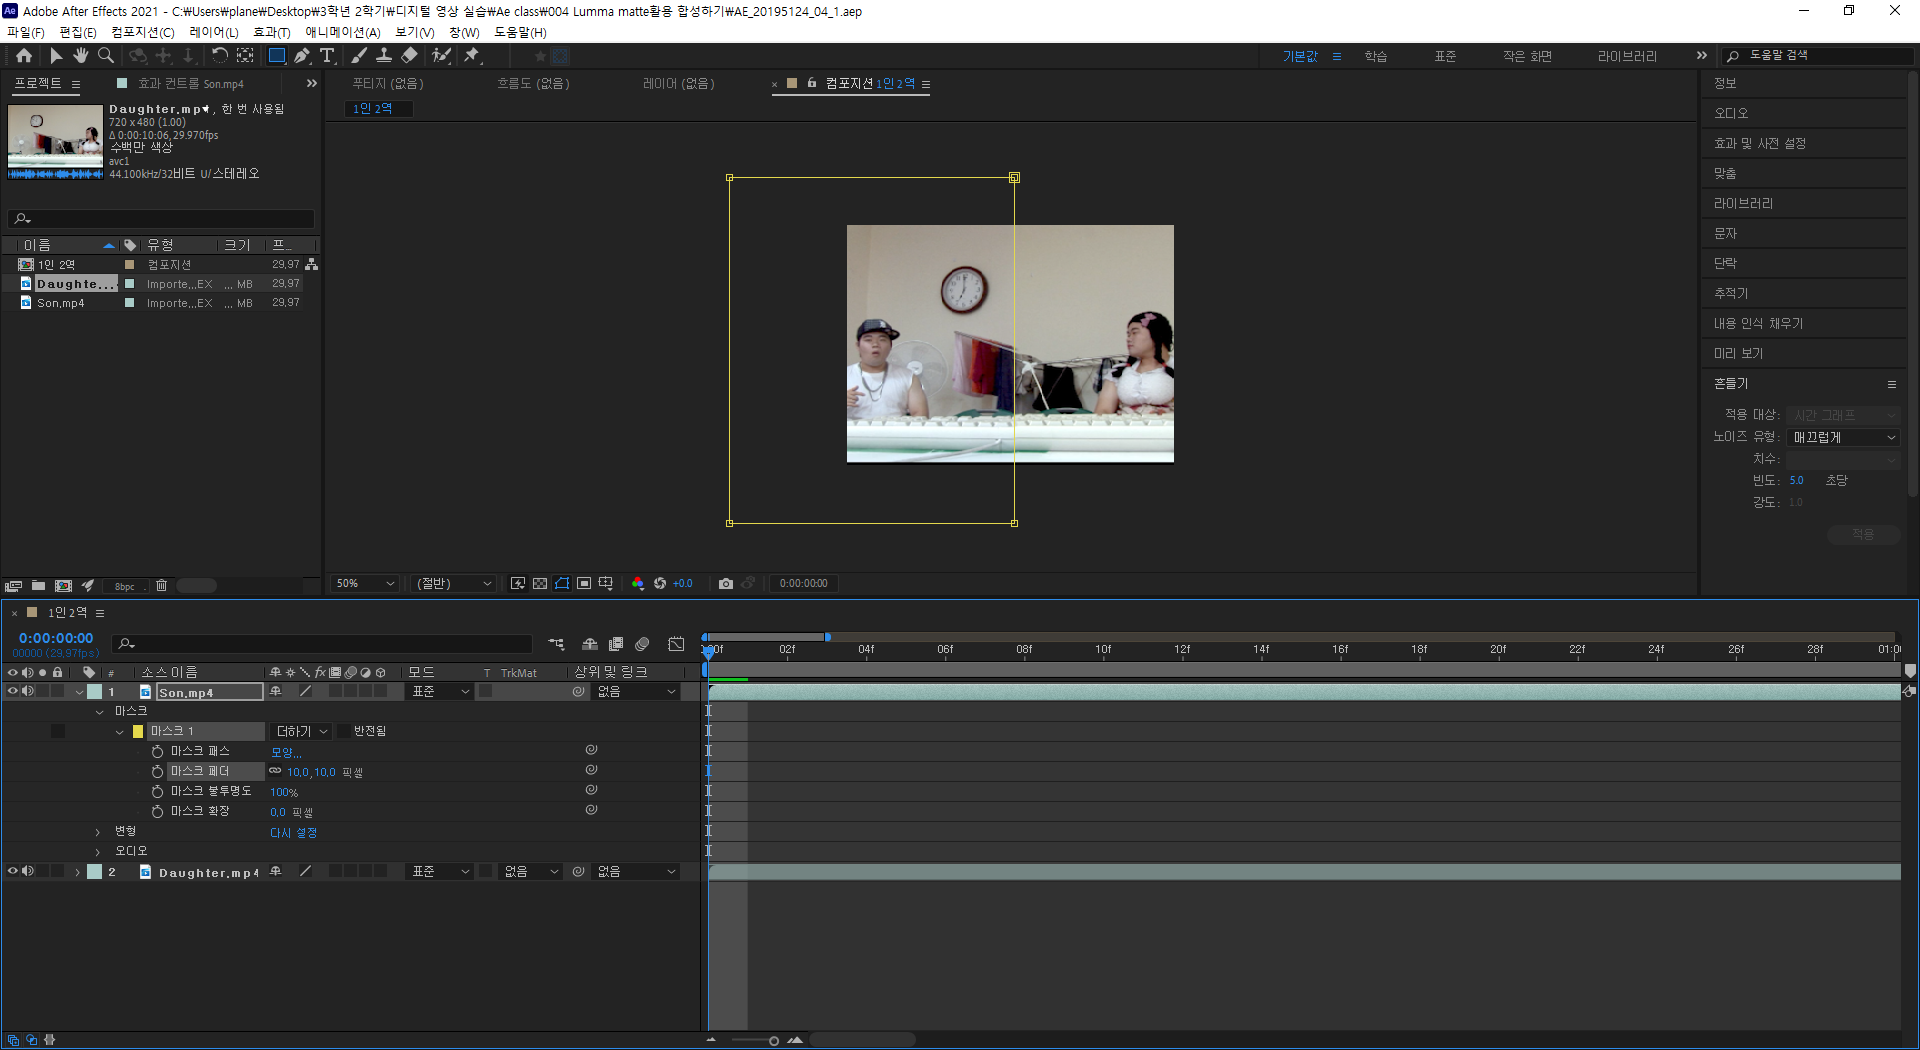 Adobe After Effects 2021 - C:₩Users₩plane₩Desktop₩3학년 2학기₩디지털 영상 실습₩Ae class₩004 Lumma matte활용 합성하기₩AE_20195124_04_1.aep
파일(F) 편집(E) 컴포지션(C) 레이어(L) 효과(T) 애니메이션(A) 보기(V) 창(W) 도움말(H)
기본값 학습 표준 작은 화면 라이브러리 도움말 검색
프로젝트 효과 컨트롤 Son.mp4
푸티지 (없음) 흐름도 (없음) 레이어 (없음) 컴포지션 1인 2역
1인 2역
Daughter.mp4, 한 번 사용됨
720 x 480 (1.00)
Δ 0:00:10:06, 29.970fps
수백만 색상
avc1
44.100kHz/32비트 U/스테레오
이름 유형 크기 프...
1인 2역 컴포지션 29.97
Daughte... Importe...EX ... MB 29.97
Son.mp4 Importe...EX ... MB 29.97
8bpc
50% (절반) +0.0 0:00:00:00
정보
오디오
효과 및 사전 설정
맞춤
라이브러리
문자
단락
추적기
내용 인식 채우기
미리 보기
흔들기
적용 대상: 시간 그래프
노이즈 유형: 매끄럽게
치수:
빈도: 5.0 초당
강도: 1.0
적용
1인 2역
0:00:00:00
00000 (29.97fps)
:00f 02f 04f 06f 08f 10f 12f 14f 16f 18f 20f 22f 24f 26f 28f 01:0
# 소스 이름 fx 모드 T TrkMat 상위 및 링크
1 Son.mp4 표준 없음
마스크
마스크 1 더하기 반전됨
마스크 패스 모양...
마스크 페더 10.0, 10.0 픽셀
마스크 불투명도 100%
마스크 확장 0.0 픽셀
변형 다시 설정
오디오
2 Daughter.mp4 표준 없음 없음